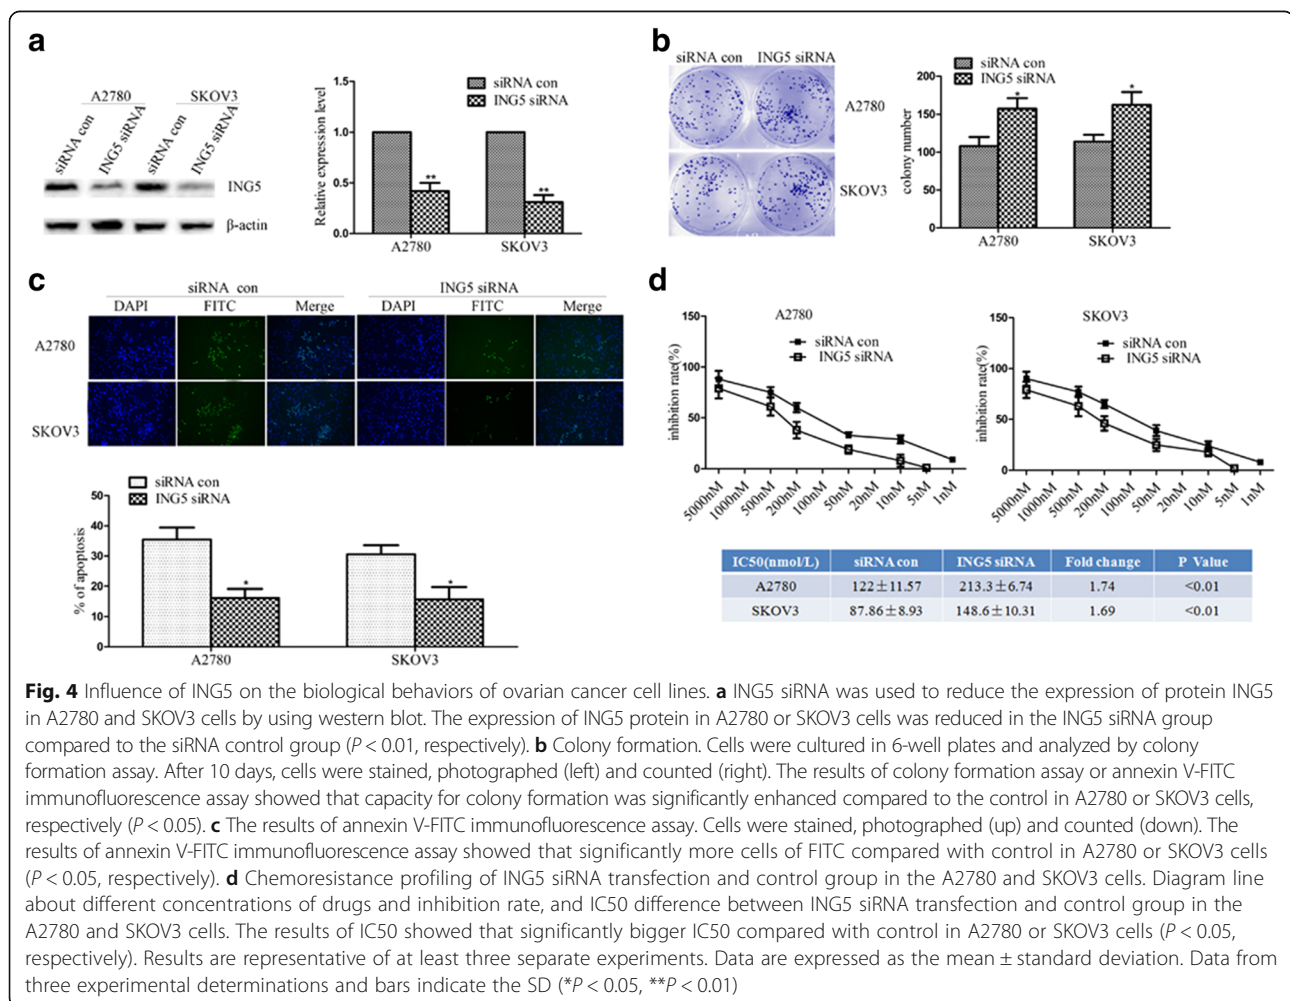 a
A2780
SKOV3
siRNA con
ING5 siRNA
siRNA con
ING5 siRNA
ING5
β-actin
siRNA con
ING5 siRNA
Relative expression level
1.5
1.0
0.5
0.0
**
**
A2780
SKOV3
b
siRNA con
ING5 siRNA
A2780
SKOV3
siRNA con
ING5 siRNA
colony number
200
150
100
50
0
*
*
A2780
SKOV3
c
siRNA con
ING5 siRNA
DAPI
FITC
Merge
DAPI
FITC
Merge
A2780
SKOV3
siRNA con
ING5 siRNA
% of apoptosis
50
40
30
20
10
0
*
*
A2780
SKOV3
d
A2780
siRNA con
ING5 siRNA
inhibition rate(%)
150
100
50
0
5000nM
1000nM
500nM
200nM
100nM
50nM
20nM
10nM
5nM
1nM
SKOV3
siRNA con
ING5 siRNA
inhibition rate(%)
150
100
50
0
5000nM
1000nM
500nM
200nM
100nM
50nM
20nM
10nM
5nM
1nM
IC50(nmol/L) siRNA con ING5 siRNA Fold change P Value
A2780 122±11.57 213.3±6.74 1.74 <0.01
SKOV3 87.86±8.93 148.6±10.31 1.69 <0.01
Fig. 4 Influence of ING5 on the biological behaviors of ovarian cancer cell lines. a ING5 siRNA was used to reduce the expression of protein ING5
in A2780 and SKOV3 cells by using western blot. The expression of ING5 protein in A2780 or SKOV3 cells was reduced in the ING5 siRNA group
compared to the siRNA control group (P < 0.01, respectively). b Colony formation. Cells were cultured in 6-well plates and analyzed by colony
formation assay. After 10 days, cells were stained, photographed (left) and counted (right). The results of colony formation assay or annexin V-FITC
immunofluorescence assay showed that capacity for colony formation was significantly enhanced compared to the control in A2780 or SKOV3 cells,
respectively (P < 0.05). c The results of annexin V-FITC immunofluorescence assay. Cells were stained, photographed (up) and counted (down). The
results of annexin V-FITC immunofluorescence assay showed that significantly more cells of FITC compared with control in A2780 or SKOV3 cells
(P < 0.05, respectively). d Chemoresistance profiling of ING5 siRNA transfection and control group in the A2780 and SKOV3 cells. Diagram line
about different concentrations of drugs and inhibition rate, and IC50 difference between ING5 siRNA transfection and control group in the
A2780 and SKOV3 cells. The results of IC50 showed that significantly bigger IC50 compared with control in A2780 or SKOV3 cells (P < 0.05,
respectively). Results are representative of at least three separate experiments. Data are expressed as the mean ± standard deviation. Data from
three experimental determinations and bars indicate the SD (*P < 0.05, **P < 0.01)